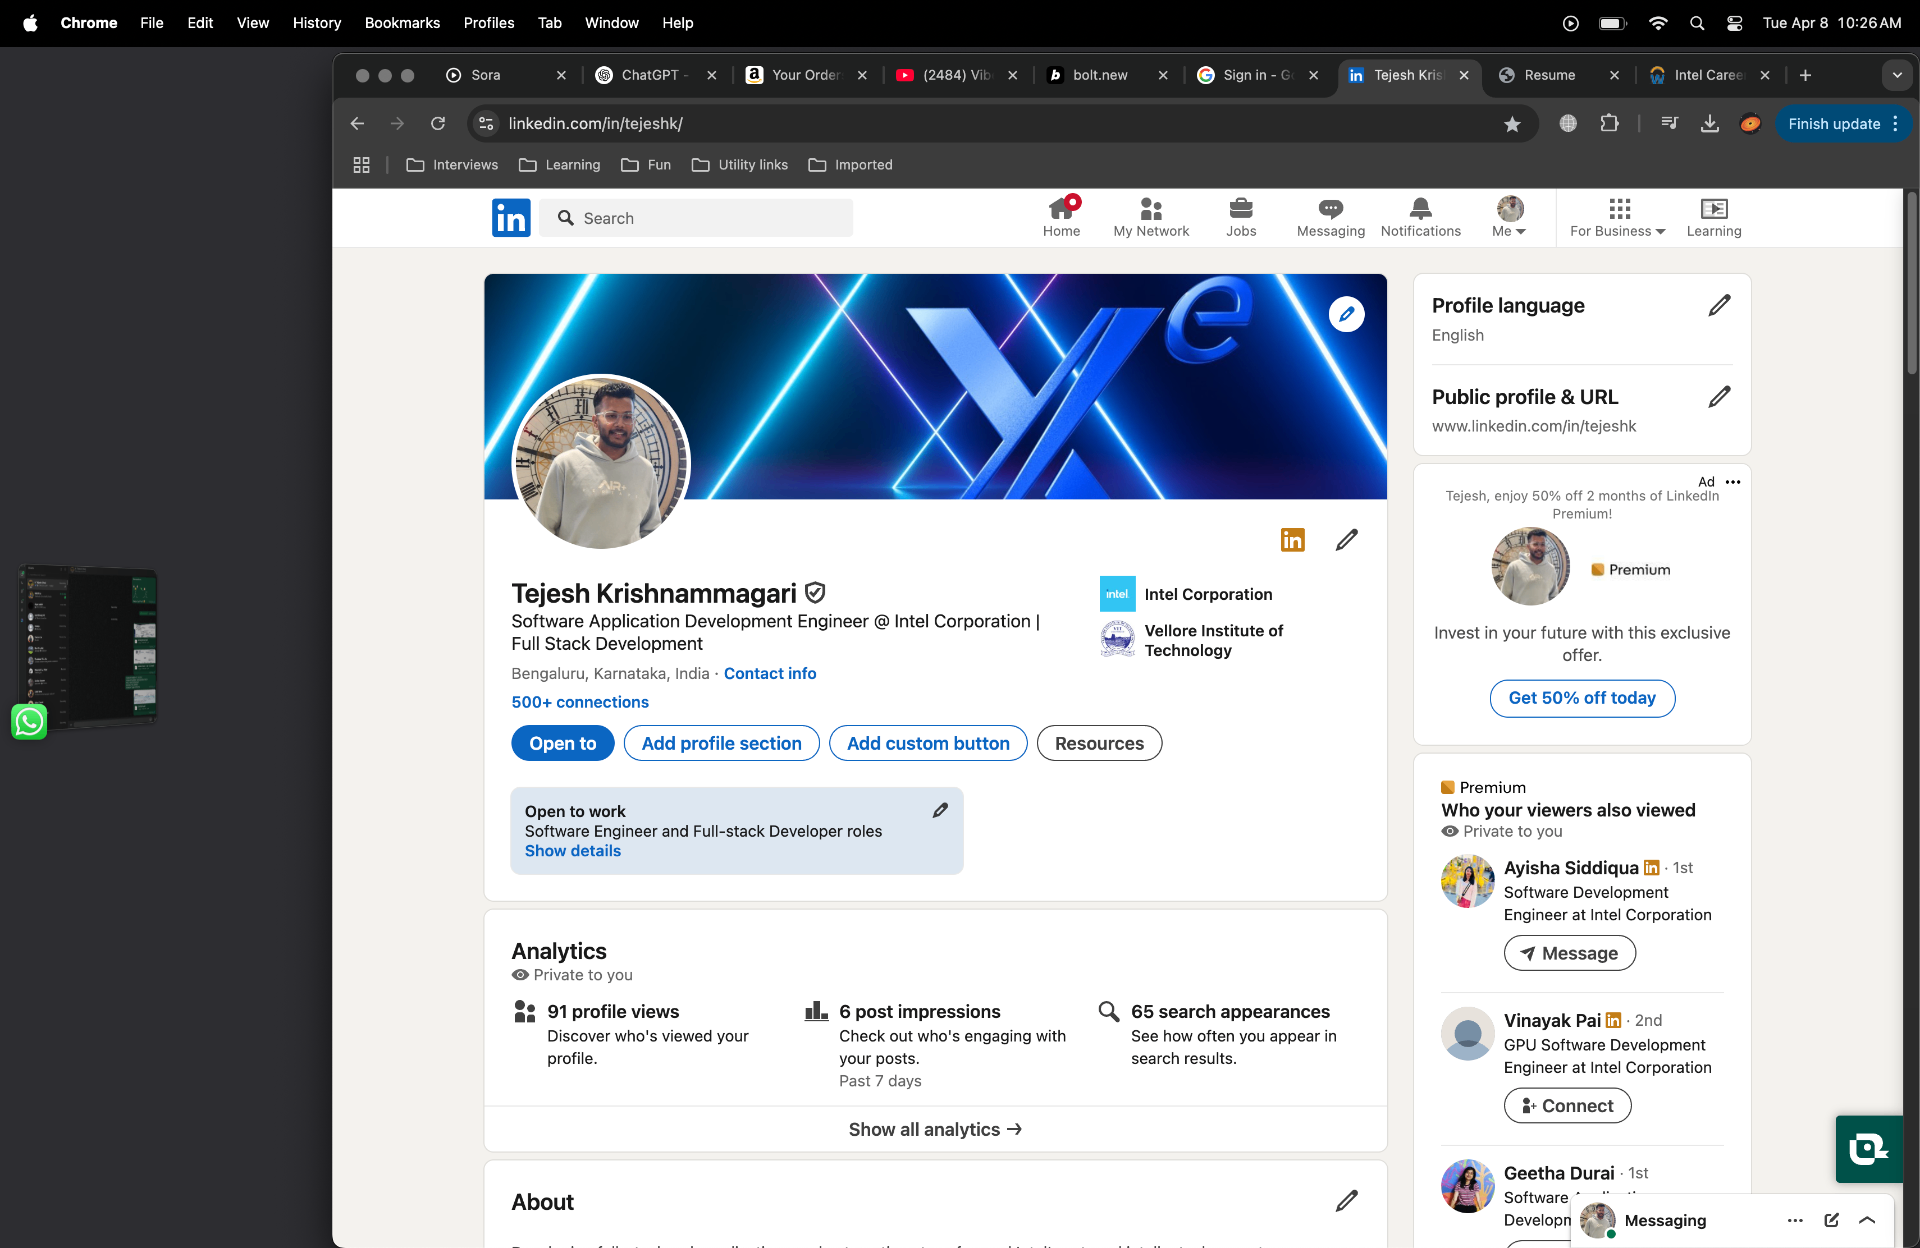 Chrome File Edit View History Bookmarks Profiles Tab Window Help
Tue Apr 8 10:26 AM
Sora
ChatGPT -
Your Order
(2484) Vib
bolt.new
Sign in - Go
Tejesh Kris
Resume
Intel Caree
linkedin.com/in/tejeshk/
Finish update
Interviews
Learning
Fun
Utility links
Imported
in
Search
Home
My Network
Jobs
Messaging
Notifications
Me
For Business
Learning
Xe
in
Tejesh Krishnammagari
Software Application Development Engineer @ Intel Corporation |
Full Stack Development
Bengaluru, Karnataka, India · Contact info
500+ connections
intel
Intel Corporation
Vellore Institute of
Technology
Open to
Add profile section
Add custom button
Resources
Open to work
Software Engineer and Full-stack Developer roles
Show details
Analytics
Private to you
91 profile views
Discover who's viewed your
profile.
6 post impressions
Check out who's engaging with
your posts.
Past 7 days
65 search appearances
See how often you appear in
search results.
Show all analytics →
About
Profile language
English
Public profile & URL
www.linkedin.com/in/tejeshk
Ad
Tejesh, enjoy 50% off 2 months of LinkedIn
Premium!
Premium
Invest in your future with this exclusive
offer.
Get 50% off today
Premium
Who your viewers also viewed
Private to you
Ayisha Siddiqua in · 1st
Software Development
Engineer at Intel Corporation
Message
Vinayak Pai in · 2nd
GPU Software Development
Engineer at Intel Corporation
Connect
Geetha Durai · 1st
Software
Developm
Messaging